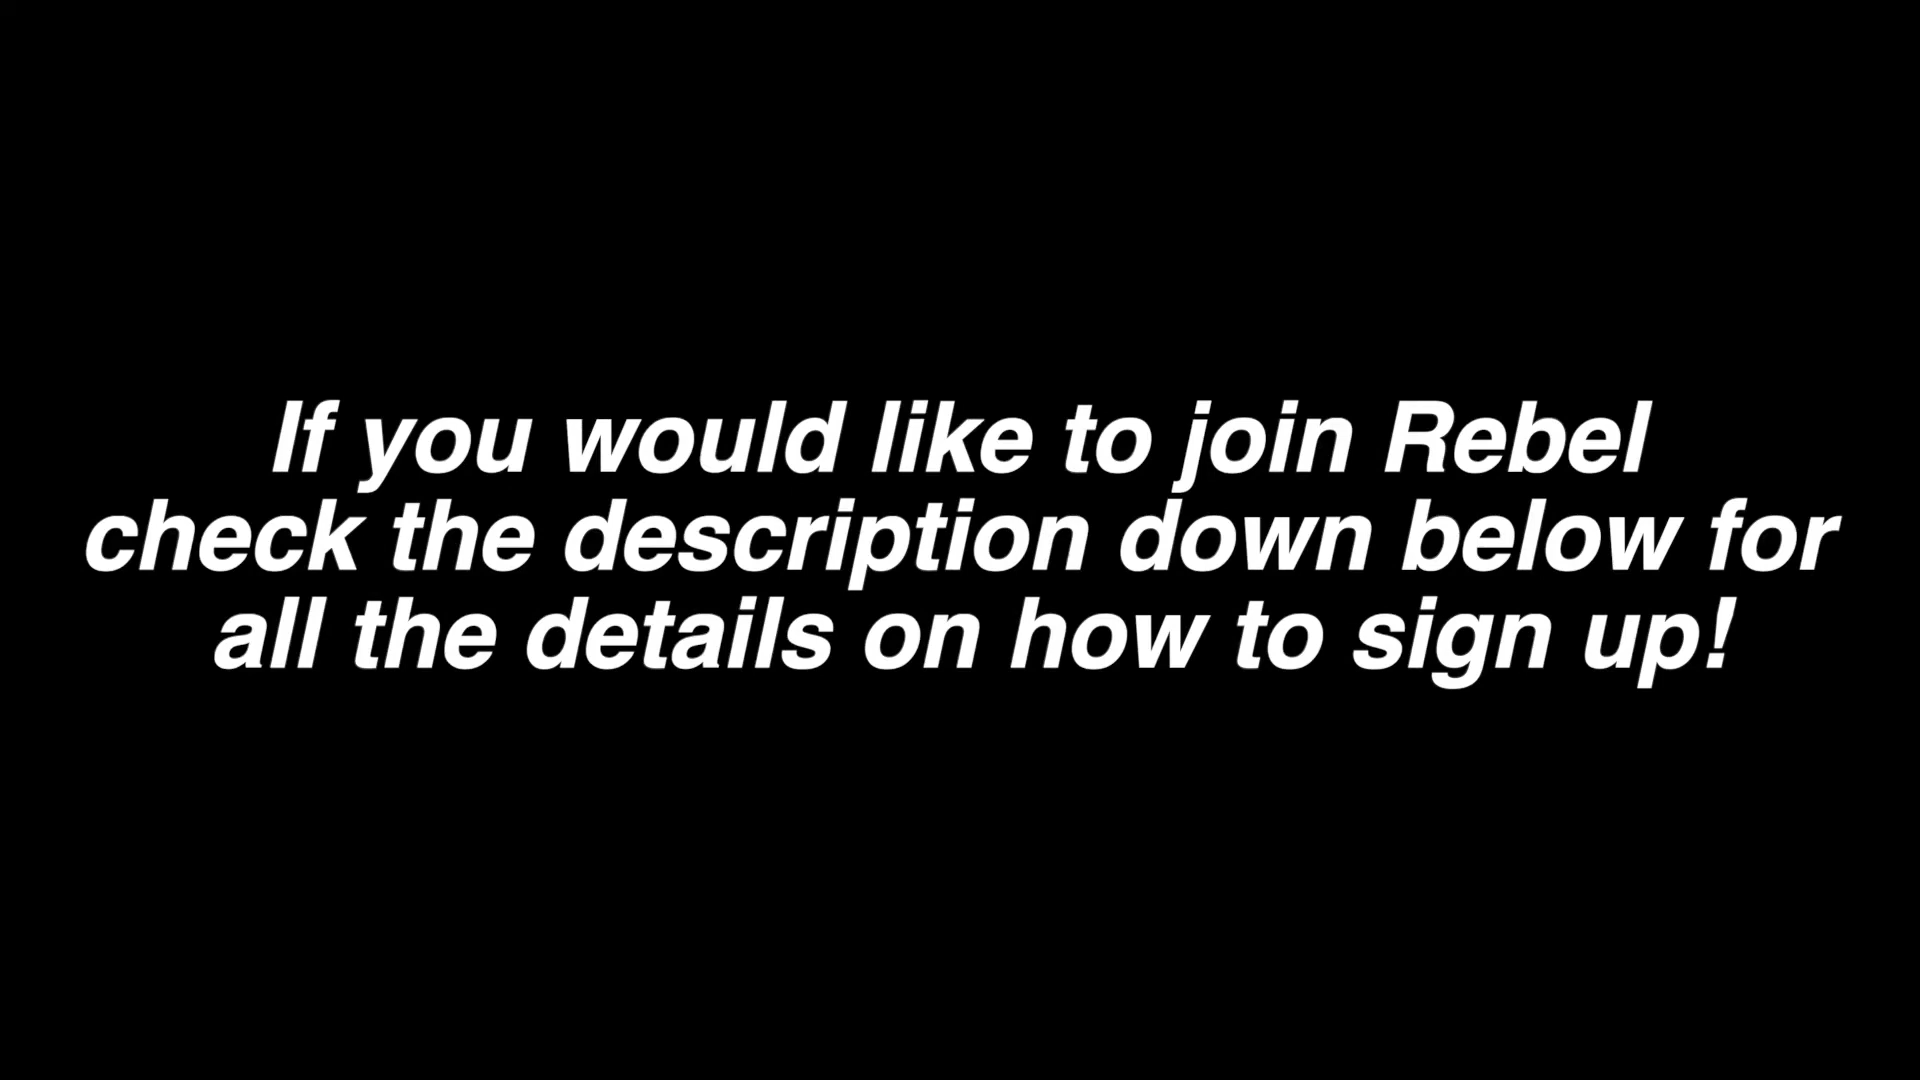 If you would like to join Rebel
check the description down below for
all the details on how to sign up!